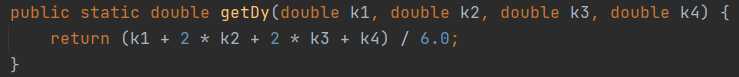 public static double getDy(double k1, double k2, double k3, double k4) {
    return (k1 + 2 * k2 + 2 * k3 + k4) / 6.0;
}